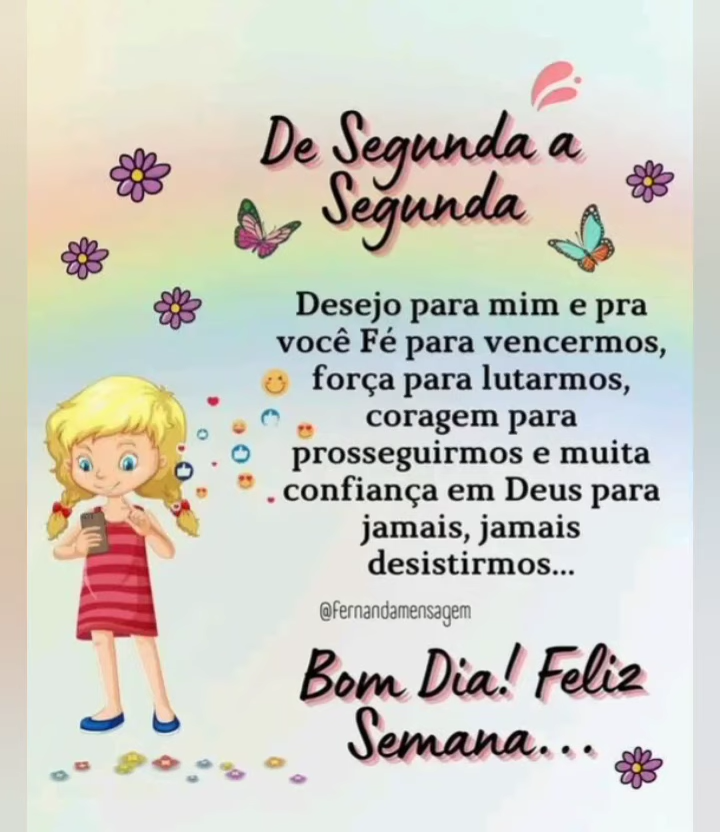 De Segunda a
Segunda
Desejo para mim e pra
você Fé para vencermos,
força para lutarmos,
coragem para
prosseguirmos e muita
confiança em Deus para
jamais, jamais
desistirmos...
@fernandamensagem
Bom Dia! Feliz
Semana...